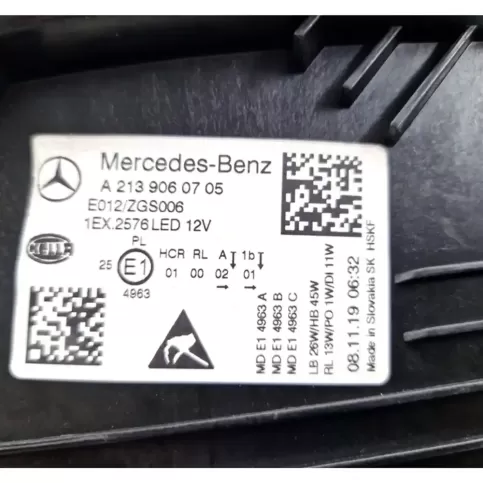 Mercedes-Benz
A 213 906 07 05
E012/ZGS006
1EX.2576 LED 12V
HELLA
PL
HCR RL A 1b
25 E1 01 00 02 01
4963
MD E1 4963 A
MD E1 4963 B
MD E1 4963 C
LB 26W/HB 45W
RL 13W/PO 1W/DI 11W
08.11.19 06:32
Made in Slovakia SK HSKF